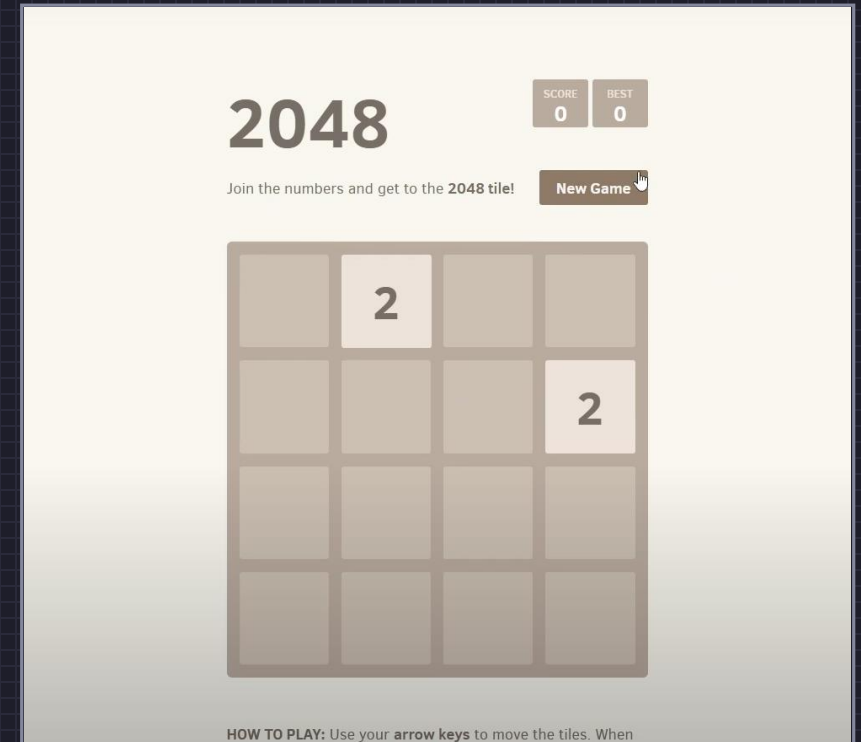 2048
SCORE
0
BEST
0
Join the numbers and get to the 2048 tile!
New Game
2
2
HOW TO PLAY: Use your arrow keys to move the tiles. When